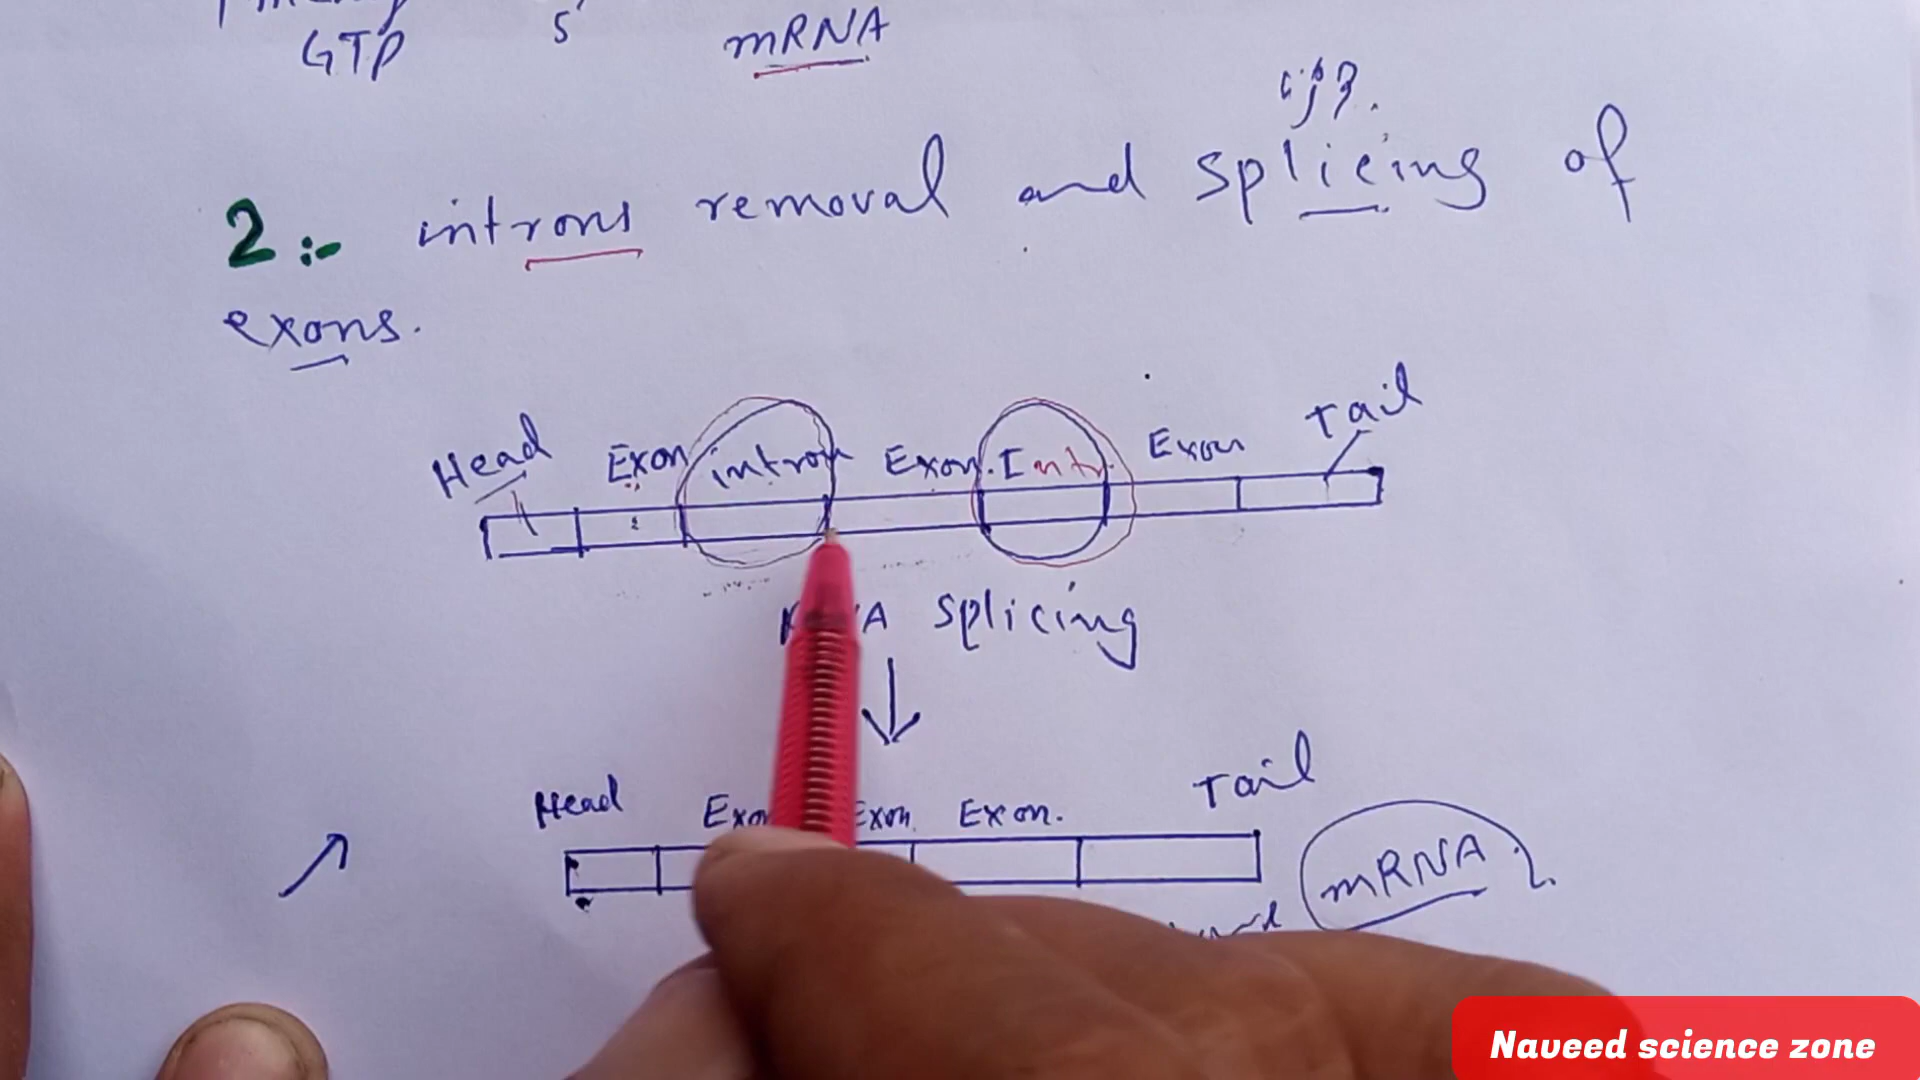 GTP 5' mRNA
2:- introns removal and splicing of
exons.
Head Exon intron Exon. Intr. Exon Tail
Splicing
Head Exon Exon Exon. Tail
mRNA
Naveed science zone